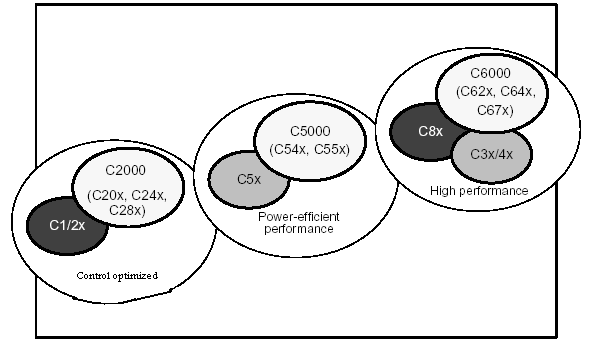 C2000
(C20x, C24x,
C28x)
C1/2x
Control optimized
C5000
(C54x, C55x)
C5x
Power-efficient
performance
C6000
(C62x, C64x,
C67x)
C8x
C3x/4x
High performance